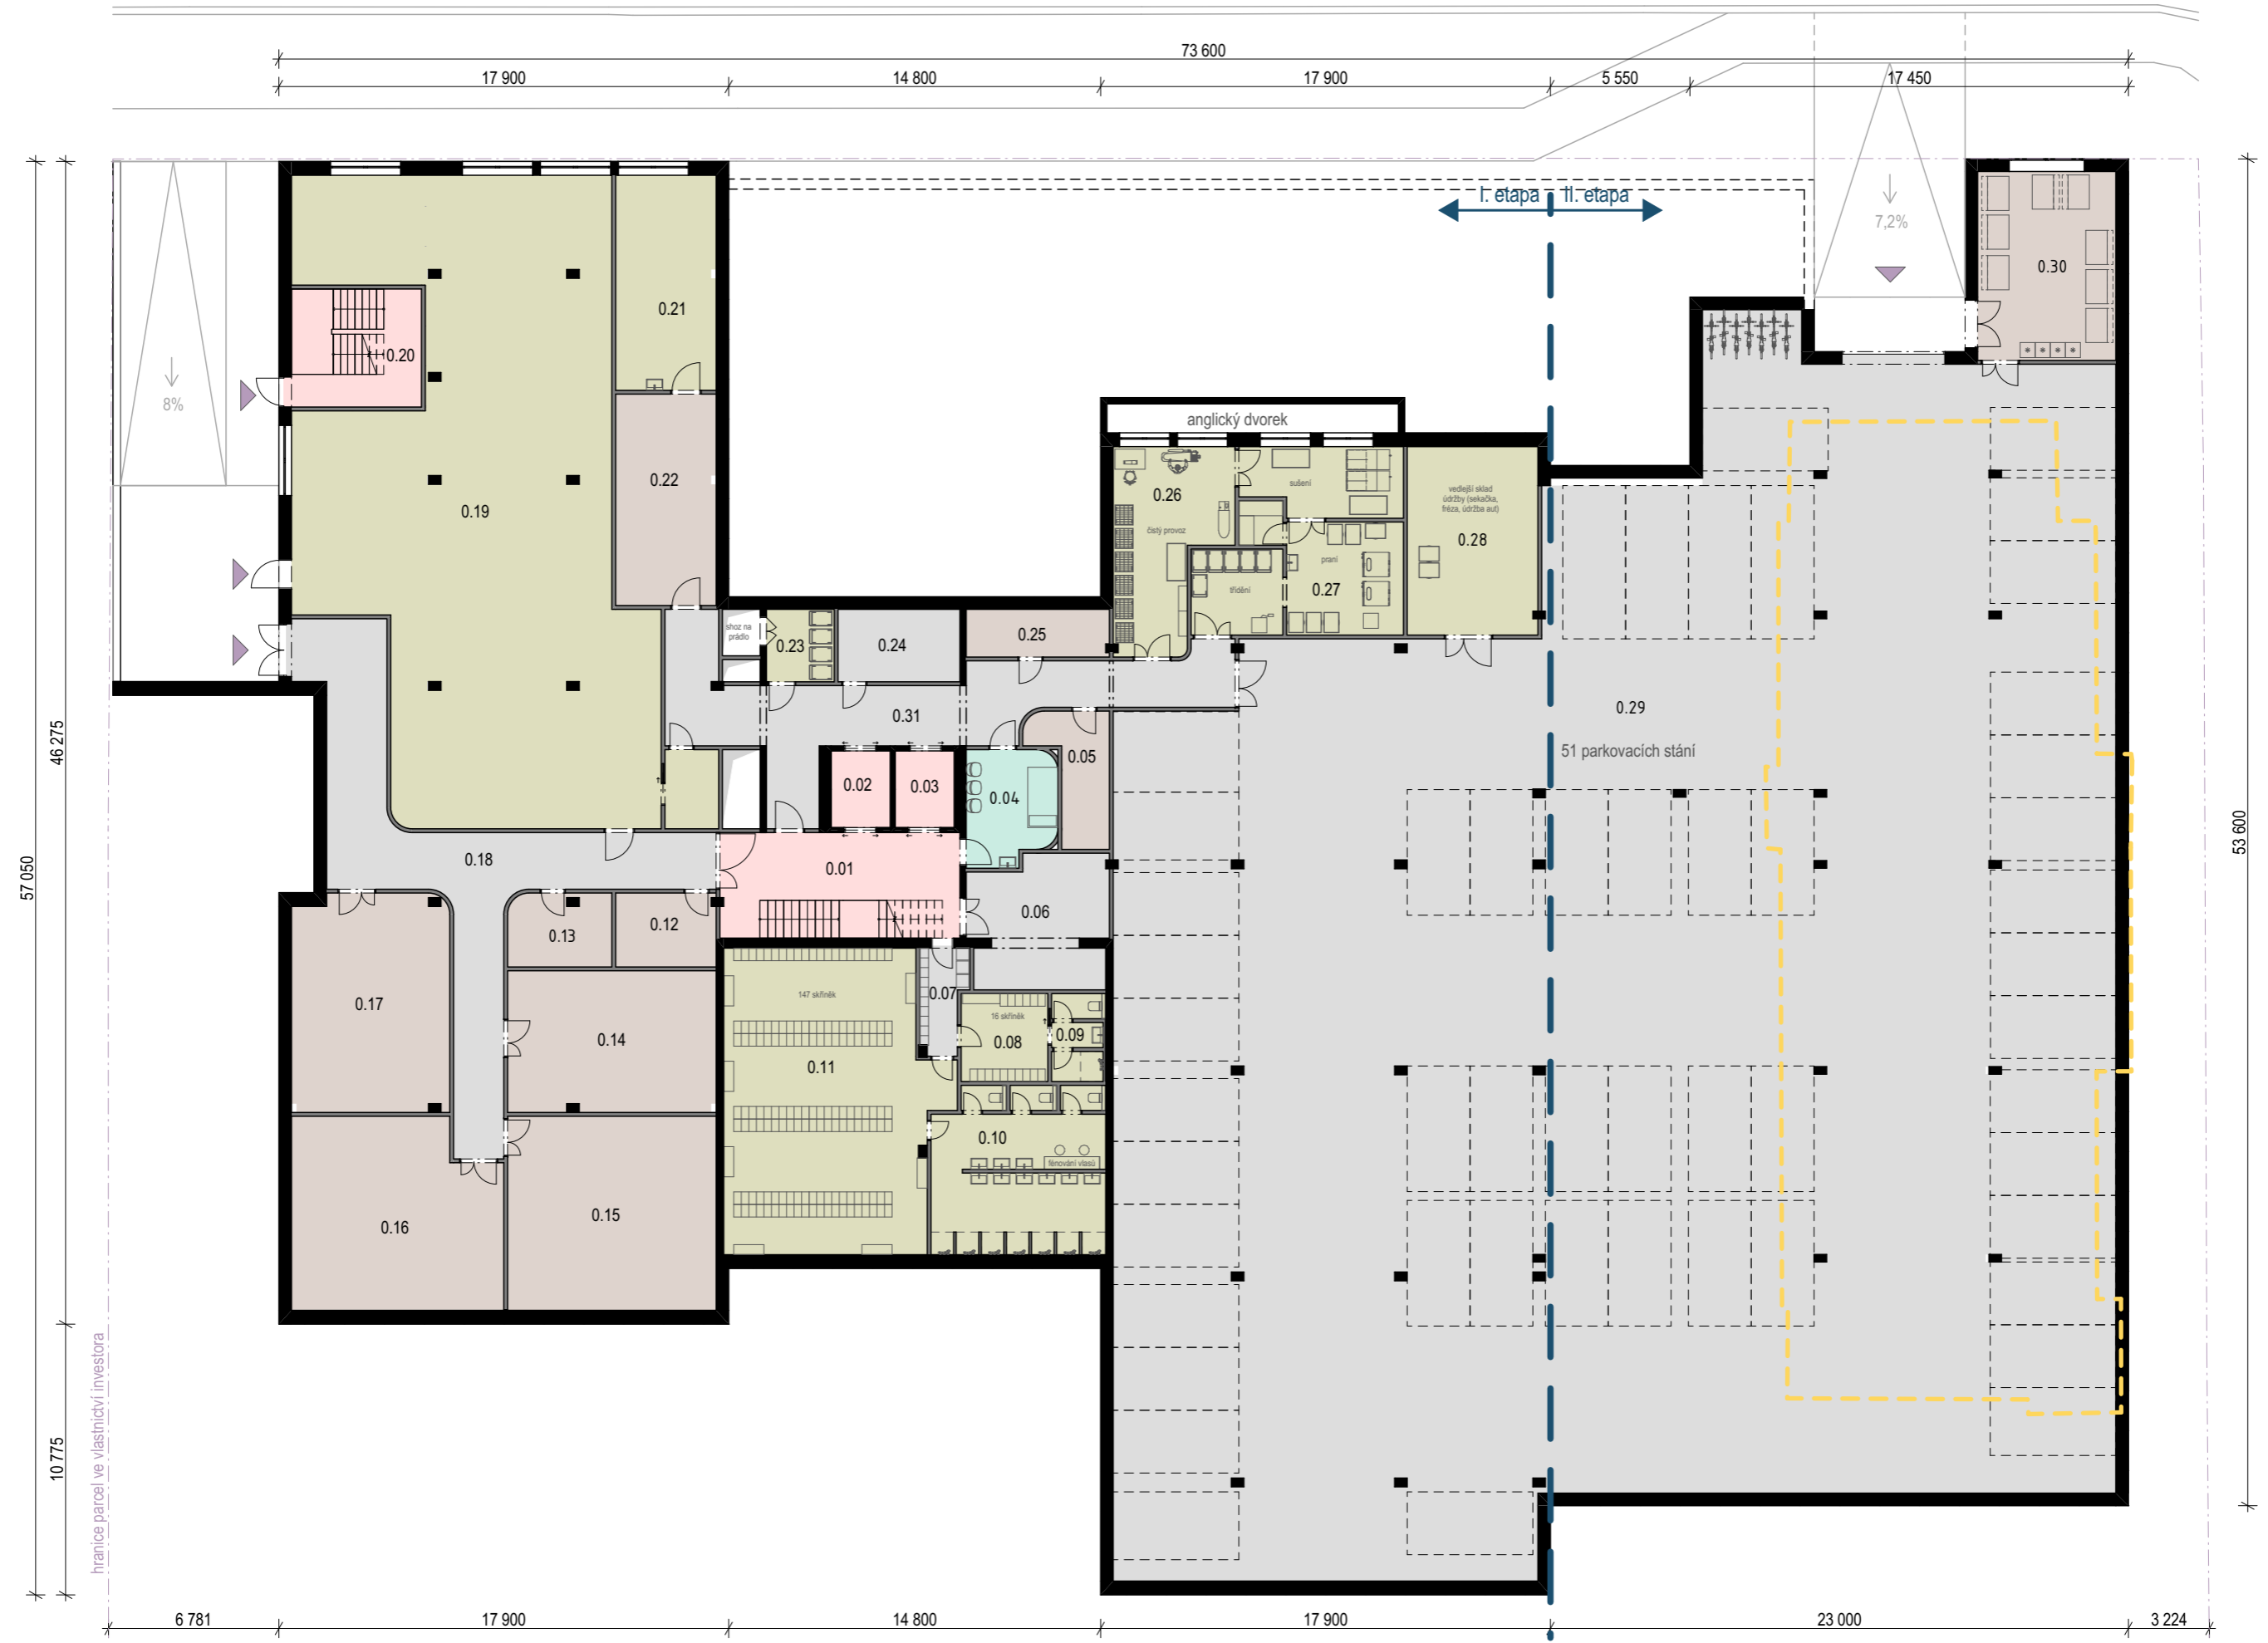 73 600
17 900
14 800
17 900
5 550
17 450
I. etapa
II. etapa
7,2%
0.30
0.21
0.20
8%
anglický dvorek
0.22
0.19
0.26
čistý provoz
sušení
vedlejší sklad
údržby (sekačka,
fréza, údržba aut)
0.28
praní
0.27
třídění
shoz na
prádlo
0.23
0.24
0.25
0.31
0.29
51 parkovacích stání
0.02
0.03
0.04
0.05
0.18
0.01
0.06
0.13
0.12
0.17
0.14
147 skříněk
0.07
16 skříněk
0.08
0.09
0.11
0.10
fénování vlasů
0.16
0.15
57 050
46 275
10 775
53 600
hranice parcel ve vlastnictví investora
6 781
17 900
14 800
17 900
23 000
3 224